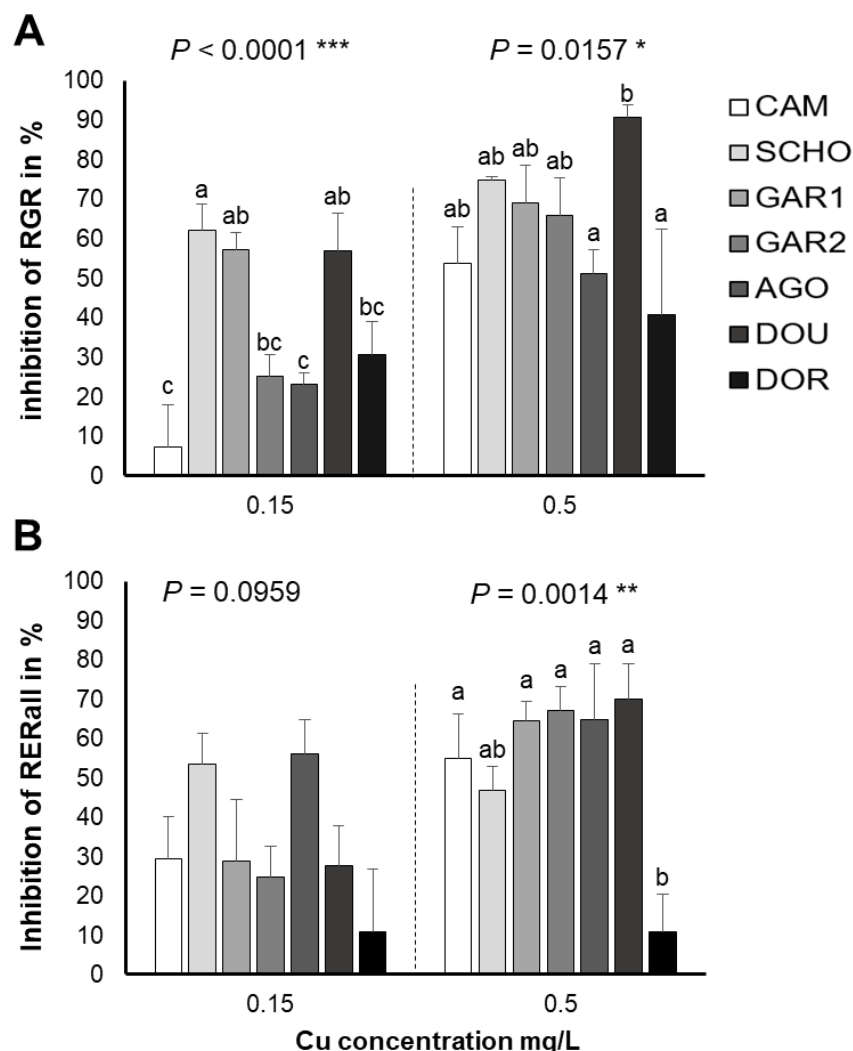 A
P < 0.0001 ***
P = 0.0157 *
inhibition of RGR in %
100
90
80
70
60
50
40
30
20
10
0
c
a
ab
bc
c
ab
bc
ab
ab
ab
ab
a
b
a
0.15
0.5
CAM
SCHO
GAR1
GAR2
AGO
DOU
DOR
B
P = 0.0959
P = 0.0014 **
Inhibition of RERall in %
100
90
80
70
60
50
40
30
20
10
0
a
ab
a
a
a
a
b
0.15
0.5
Cu concentration mg/L